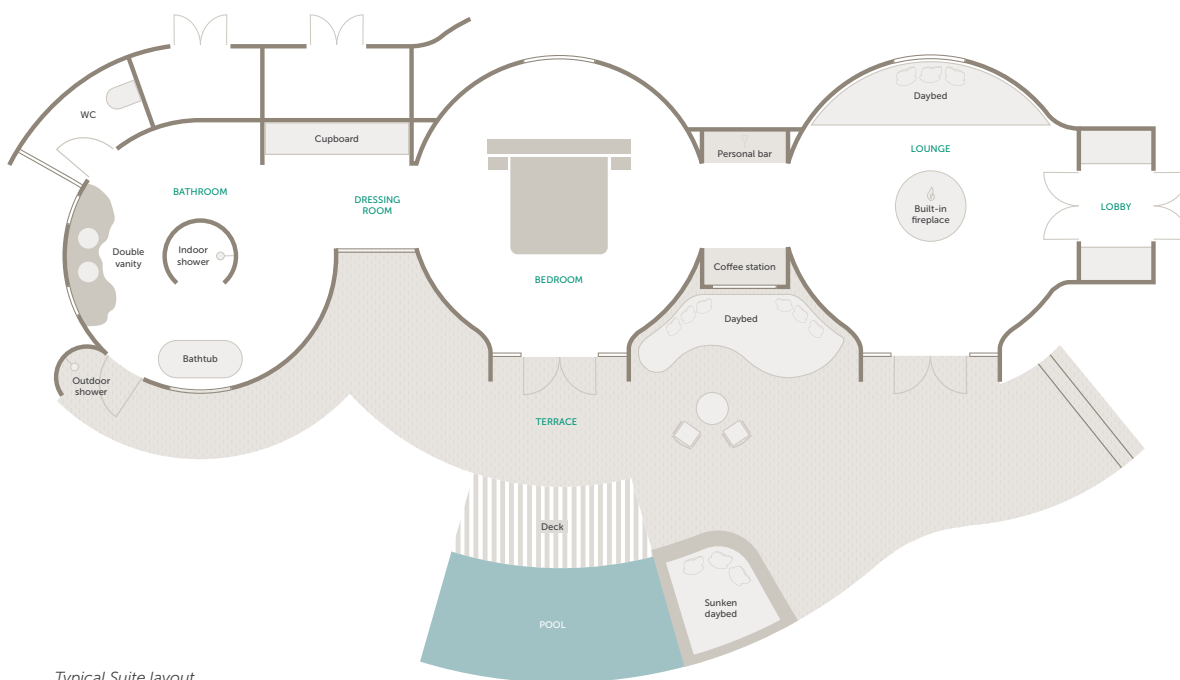 WC
Cupboard
BATHROOM
DRESSING
ROOM
Double
vanity
Indoor
shower
Bathtub
Outdoor
shower
BEDROOM
Personal bar
Coffee station
Daybed
Daybed
LOUNGE
Built-in
fireplace
LOBBY
TERRACE
Deck
POOL
Sunken
daybed
Typical Suite layout